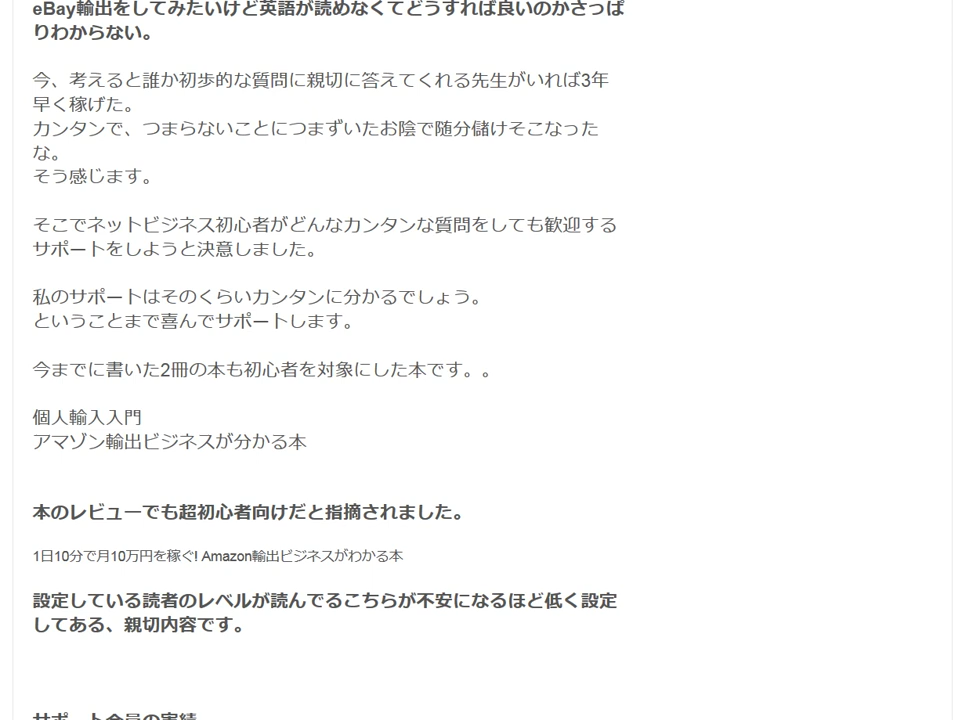 eBay輸出をしてみたいけど英語が読めなくてどうすれば良いのかさっぱ
りわからない。
今、考えると誰か初歩的な質問に親切に答えてくれる先生がいれば3年
早く稼げた。
カンタンで、つまらないことにつまずいたお陰で随分儲けそこなった
な。
そう感じます。
そこでネットビジネス初心者がどんなカンタンな質問をしても歓迎する
サポートをしようと決意しました。
私のサポートはそのくらいカンタンに分かるでしょう。
ということまで喜んでサポートします。
今までに書いた2冊の本も初心者を対象にした本です。。
個人輸入入門
アマゾン輸出ビジネスが分かる本
本のレビューでも超初心者向けだと指摘されました。
1日10分で月10万円を稼ぐ! Amazon輸出ビジネスがわかる本
設定している読者のレベルが読んでるこちらが不安になるほど低く設定
してある、親切内容です。
サポート会員の実績